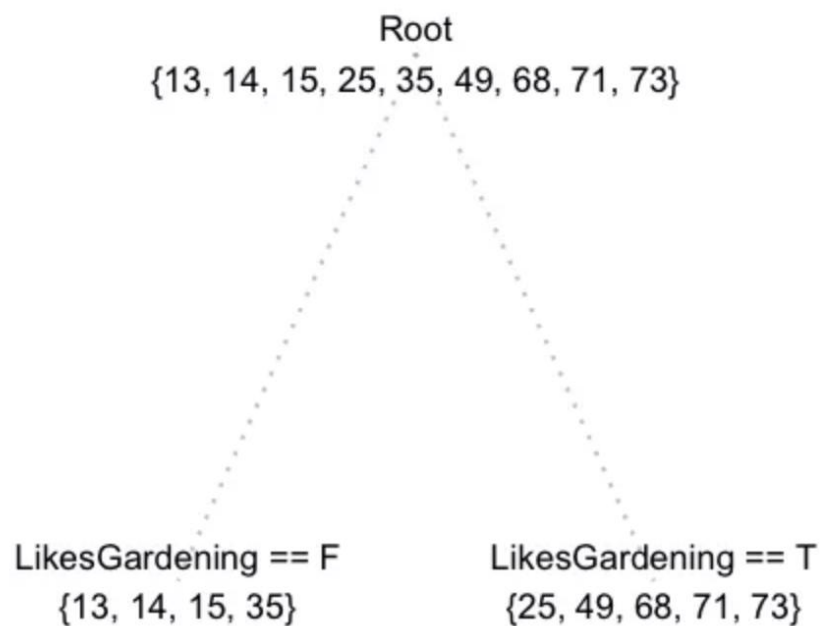 Root
{13, 14, 15, 25, 35, 49, 68, 71, 73}
LikesGardening == F
{13, 14, 15, 35}
LikesGardening == T
{25, 49, 68, 71, 73}